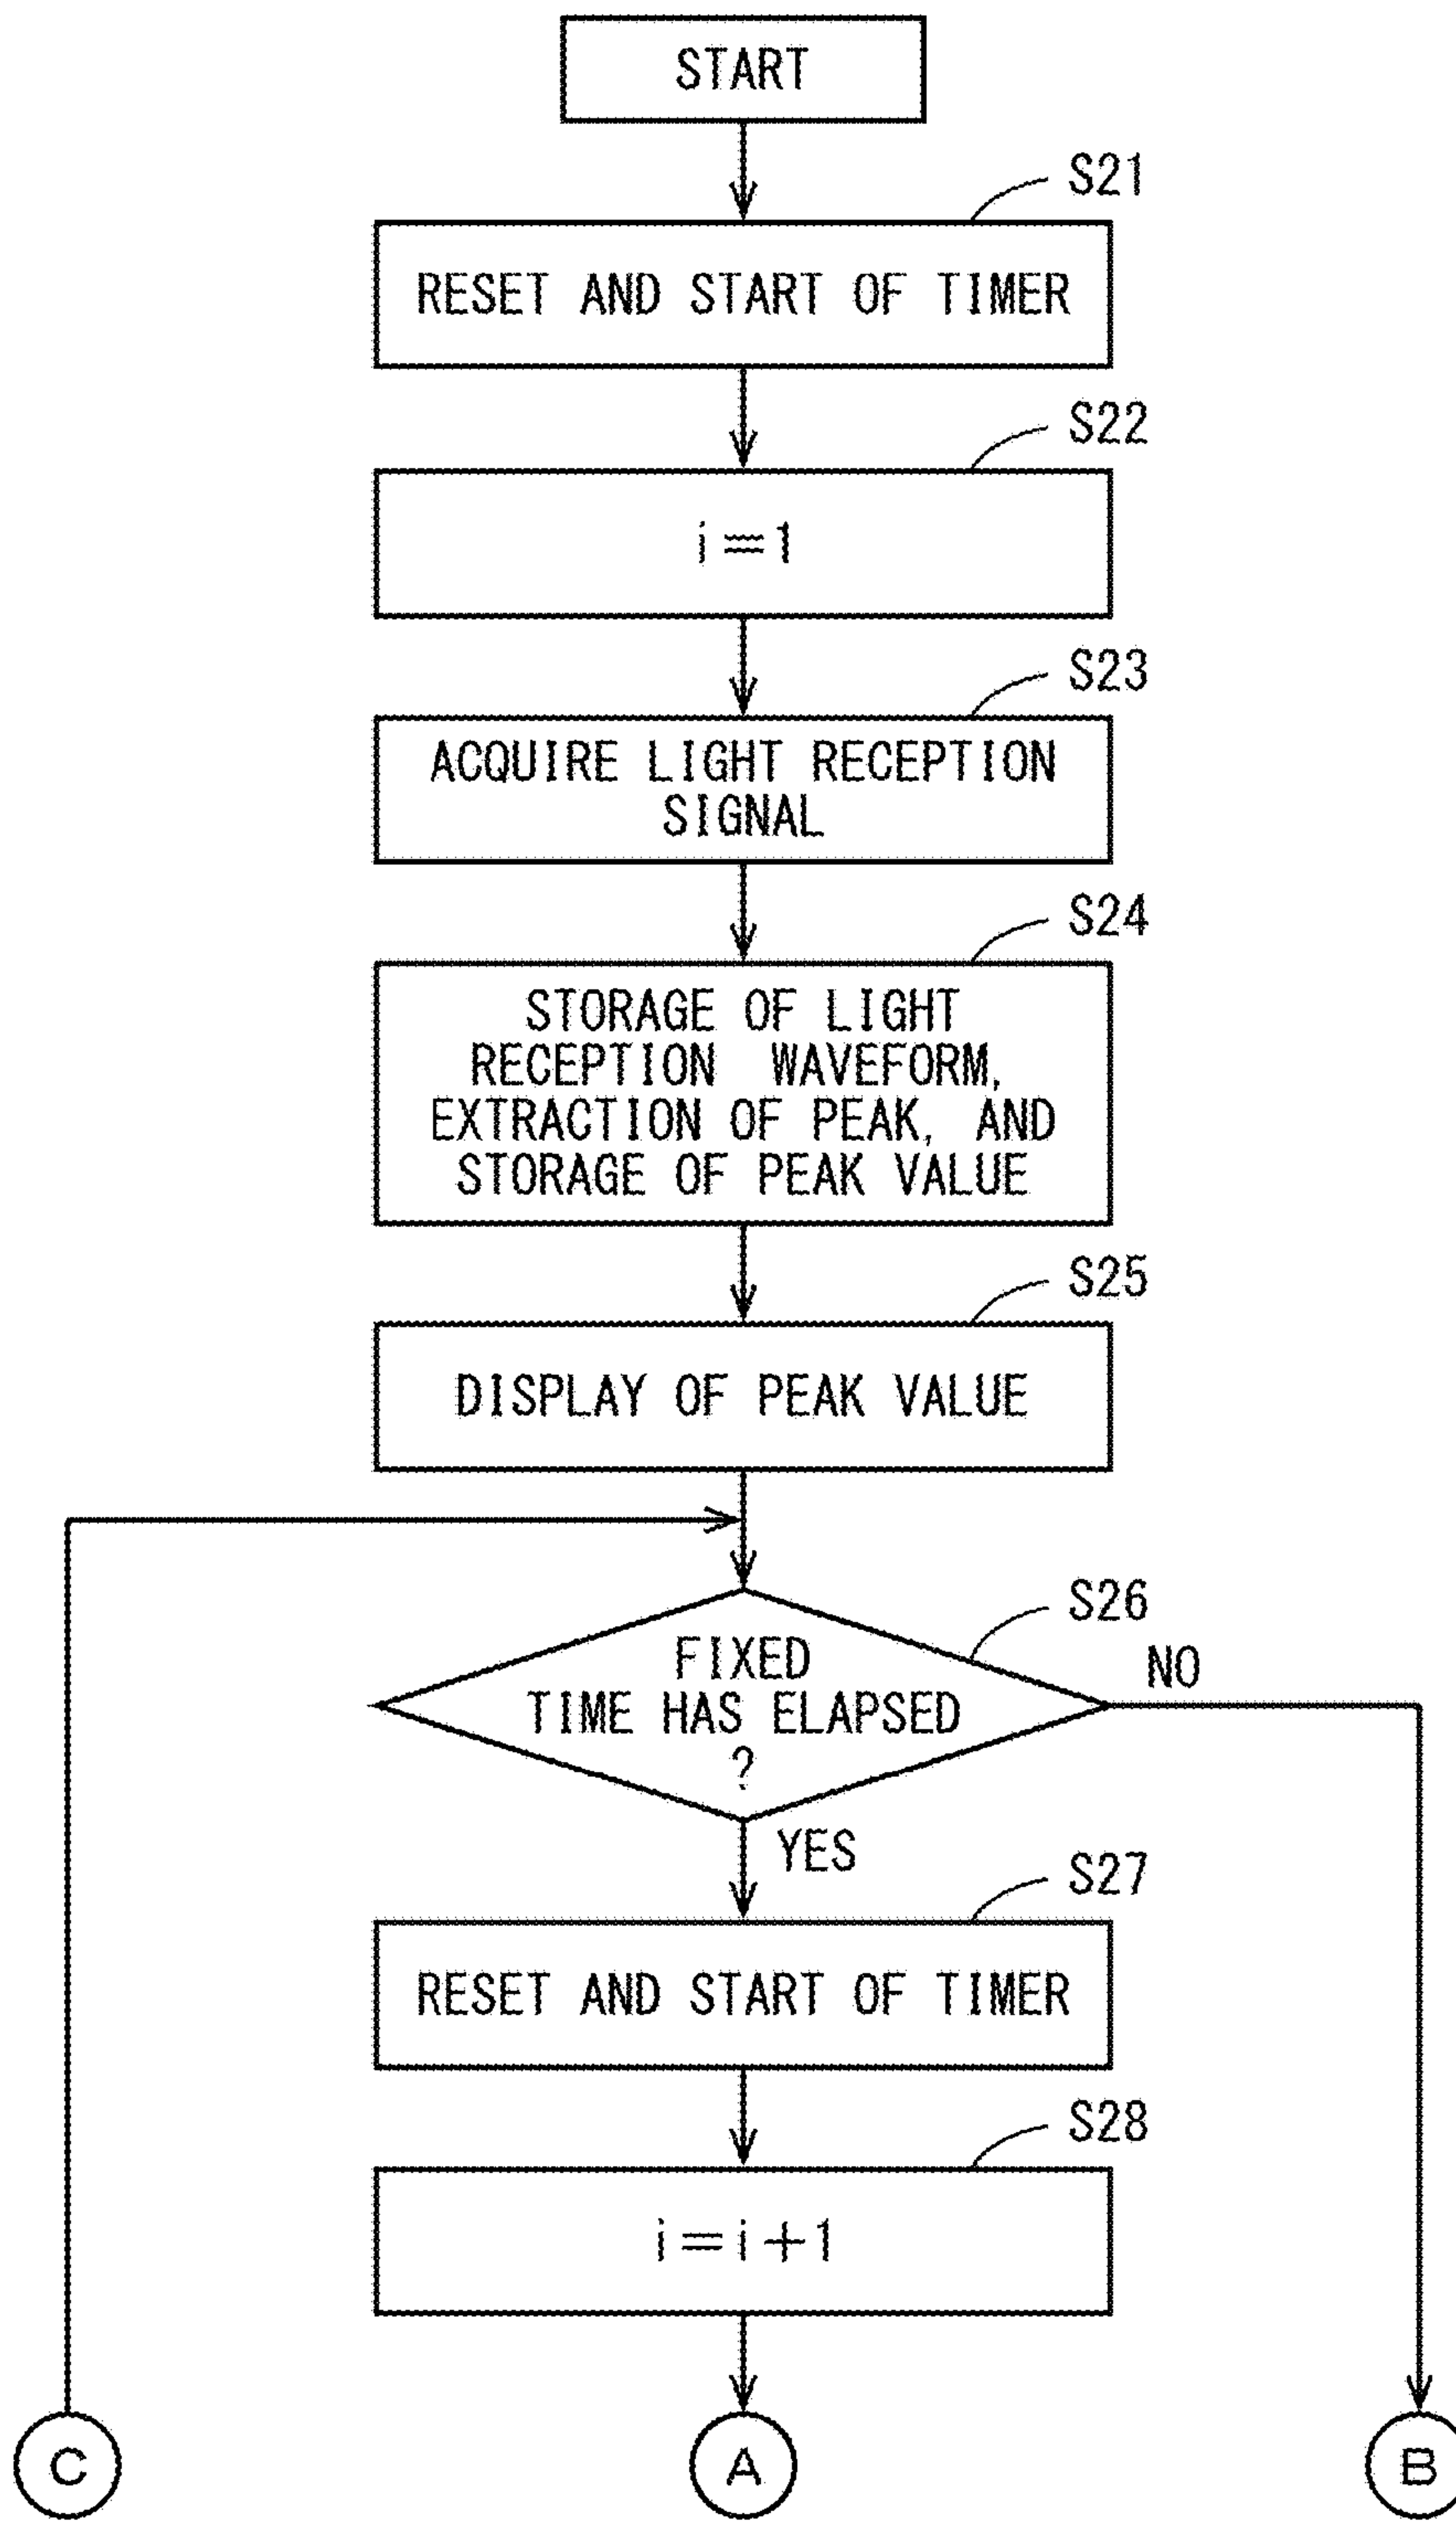 START
S21
RESET AND START OF TIMER
S22
i=1
S23
ACQUIRE LIGHT RECEPTION
SIGNAL
S24
STORAGE OF LIGHT
RECEPTION WAVEFORM,
EXTRACTION OF PEAK, AND
STORAGE OF PEAK VALUE
S25
DISPLAY OF PEAK VALUE
S26
FIXED
TIME HAS ELAPSED
?
NO
YES
S27
RESET AND START OF TIMER
S28
i=i+1
C
A
B